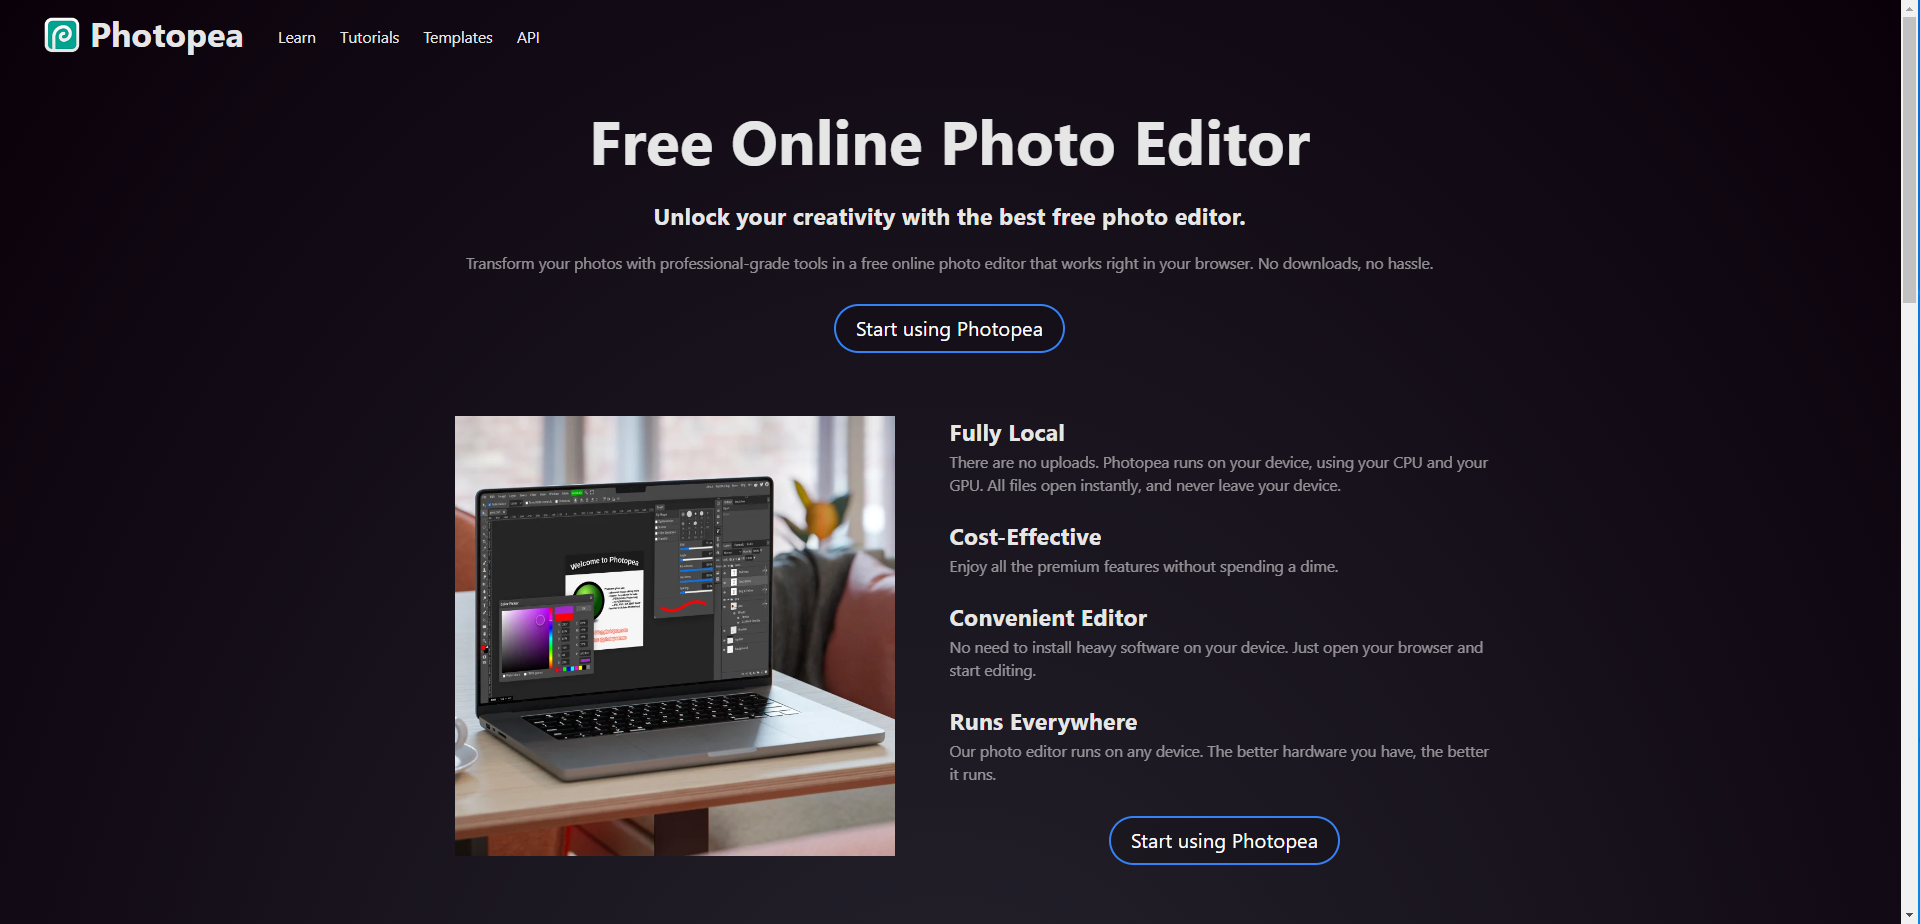 Photopea
Learn
Tutorials
Templates
API
Free Online Photo Editor
Unlock your creativity with the best free photo editor.
Transform your photos with professional-grade tools in a free online photo editor that works right in your browser. No downloads, no hassle.
Start using Photopea
Welcome to Photopea
Fully Local
There are no uploads. Photopea runs on your device, using your CPU and your
GPU. All files open instantly, and never leave your device.
Cost-Effective
Enjoy all the premium features without spending a dime.
Convenient Editor
No need to install heavy software on your device. Just open your browser and
start editing.
Runs Everywhere
Our photo editor runs on any device. The better hardware you have, the better
it runs.
Start using Photopea